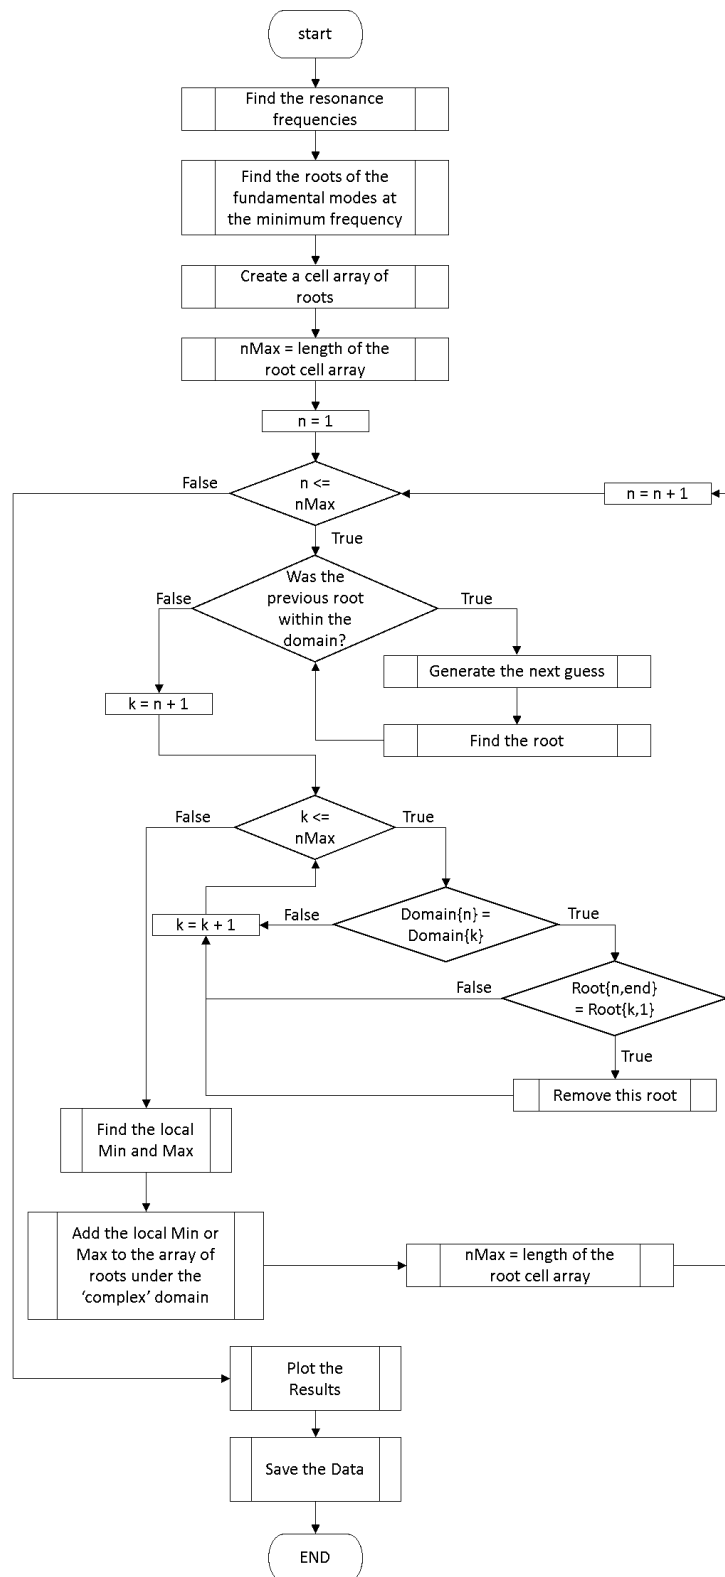 start
Find the resonance
frequencies
Find the roots of the
fundamental modes at
the minimum frequency
Create a cell array of
roots
nMax = length of the
root cell array
n = 1
False
n <=
nMax
n = n + 1
True
Was the
previous root
within the
domain?
False
True
Generate the next guess
k = n + 1
Find the root
False
k <=
nMax
True
k = k + 1
False
Domain{n} =
Domain{k}
True
False
Root{n,end}
= Root{k,1}
True
Remove this root
Find the local
Min and Max
Add the local Min or
Max to the array of
roots under the
‘complex’ domain
nMax = length of the
root cell array
Plot the
Results
Save the Data
END